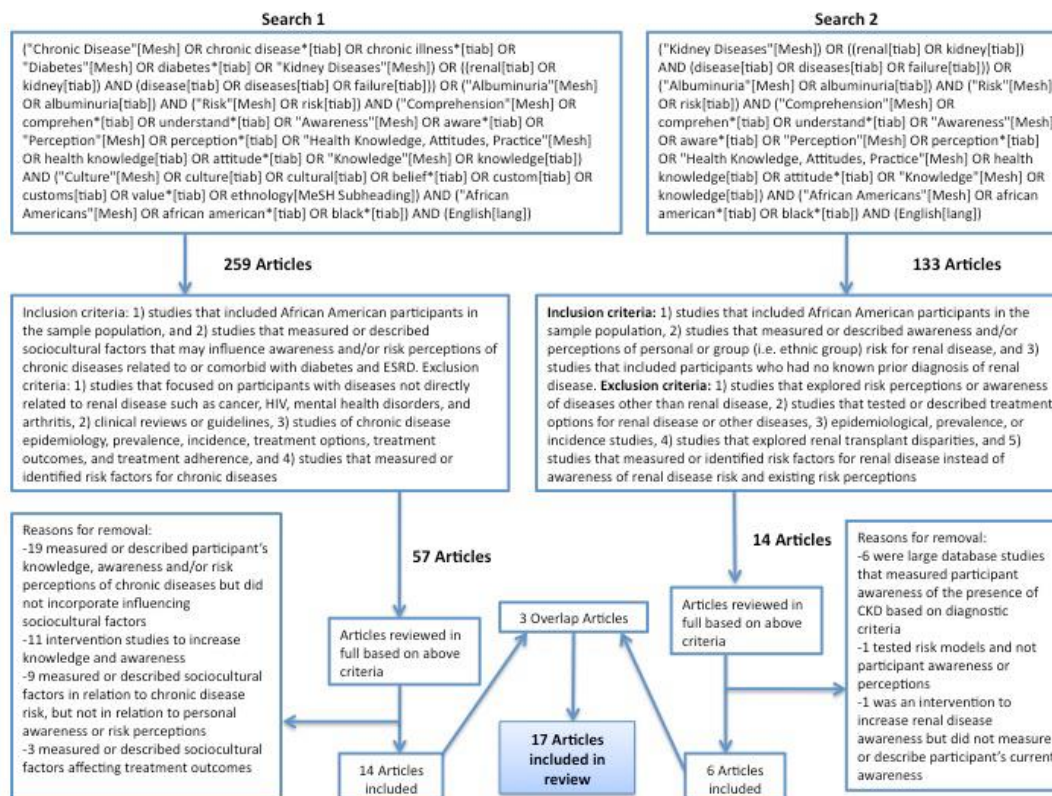 Search 1
("Chronic Disease"[Mesh] OR chronic disease*[tiab] OR chronic illness*[tiab] OR
"Diabetes"[Mesh] OR diabetes*[tiab] OR "Kidney Diseases"[Mesh]) OR ((renal[tiab] OR
kidney[tiab]) AND (disease[tiab] OR diseases[tiab] OR failure[tiab])) OR ("Albuminuria"[Mesh]
OR albuminuria[tiab]) AND ("Risk"[Mesh] OR risk[tiab]) AND ("Comprehension"[Mesh] OR
comprehen*[tiab] OR understand*[tiab] OR "Awareness"[Mesh] OR aware*[tiab] OR
"Perception"[Mesh] OR perception*[tiab] OR "Health Knowledge, Attitudes, Practice"[Mesh]
OR health knowledge[tiab] OR attitude*[tiab] OR "Knowledge"[Mesh] OR knowledge[tiab])
AND ("Culture"[Mesh] OR culture[tiab] OR cultural[tiab] OR belief*[tiab] OR custom[tiab] OR
customs[tiab] OR value*[tiab] OR ethnology[MeSH Subheading]) AND ("African
Americans"[Mesh] OR african american*[tiab] OR black*[tiab]) AND (English[lang])
259 Articles
Inclusion criteria: 1) studies that included African American participants in
the sample population, and 2) studies that measured or described
sociocultural factors that may influence awareness and/or risk perceptions of
chronic diseases related to or comorbid with diabetes and ESRD. Exclusion
criteria: 1) studies that focused on participants with diseases not directly
related to renal disease such as cancer, HIV, mental health disorders, and
arthritis, 2) clinical reviews or guidelines, 3) studies of chronic disease
epidemiology, prevalence, incidence, treatment options, treatment
outcomes, and treatment adherence, and 4) studies that measured or
identified risk factors for chronic diseases
57 Articles
Reasons for removal:
-19 measured or described participant's
knowledge, awareness and/or risk
perceptions of chronic diseases but did
not incorporate influencing
sociocultural factors
-11 intervention studies to increase
knowledge and awareness
-9 measured or described sociocultural
factors in relation to chronic disease
risk, but not in relation to personal
awareness or risk perceptions
-3 measured or described sociocultural
factors affecting treatment outcomes
Articles reviewed in
full based on above
criteria
14 Articles
included
Search 2
("Kidney Diseases"[Mesh]) OR ((renal[tiab] OR kidney[tiab])
AND (disease[tiab] OR diseases[tiab] OR failure[tiab])) OR
("Albuminuria"[Mesh] OR albuminuria[tiab]) AND ("Risk"[Mesh]
OR risk[tiab]) AND ("Comprehension"[Mesh] OR
comprehen*[tiab] OR understand*[tiab] OR "Awareness"[Mesh]
OR aware*[tiab] OR "Perception"[Mesh] OR perception*[tiab]
OR "Health Knowledge, Attitudes, Practice"[Mesh] OR health
knowledge[tiab] OR attitude*[tiab] OR "Knowledge"[Mesh] OR
knowledge[tiab]) AND ("African Americans"[Mesh] OR african
american*[tiab] OR black*[tiab]) AND (English[lang])
133 Articles
Inclusion criteria: 1) studies that included African American participants in the
sample population, 2) studies that measured or described awareness and/or
perceptions of personal or group (i.e. ethnic group) risk for renal disease, and 3)
studies that included participants who had no known prior diagnosis of renal
disease. Exclusion criteria: 1) studies that explored risk perceptions or awareness
of diseases other than renal disease, 2) studies that tested or described treatment
options for renal disease or other diseases, 3) epidemiological, prevalence, or
incidence studies, 4) studies that explored renal transplant disparities, and 5)
studies that measured or identified risk factors for renal disease instead of
awareness of renal disease risk and existing risk perceptions
14 Articles
Articles reviewed in
full based on above
criteria
Reasons for removal:
-6 were large database studies
that measured participant
awareness of the presence of
CKD based on diagnostic
criteria
-1 tested risk models and not
participant awareness or
perceptions
-1 was an intervention to
increase renal disease
awareness but did not measure
or describe participant's current
awareness
6 Articles
included
3 Overlap Articles
17 Articles
included in
review